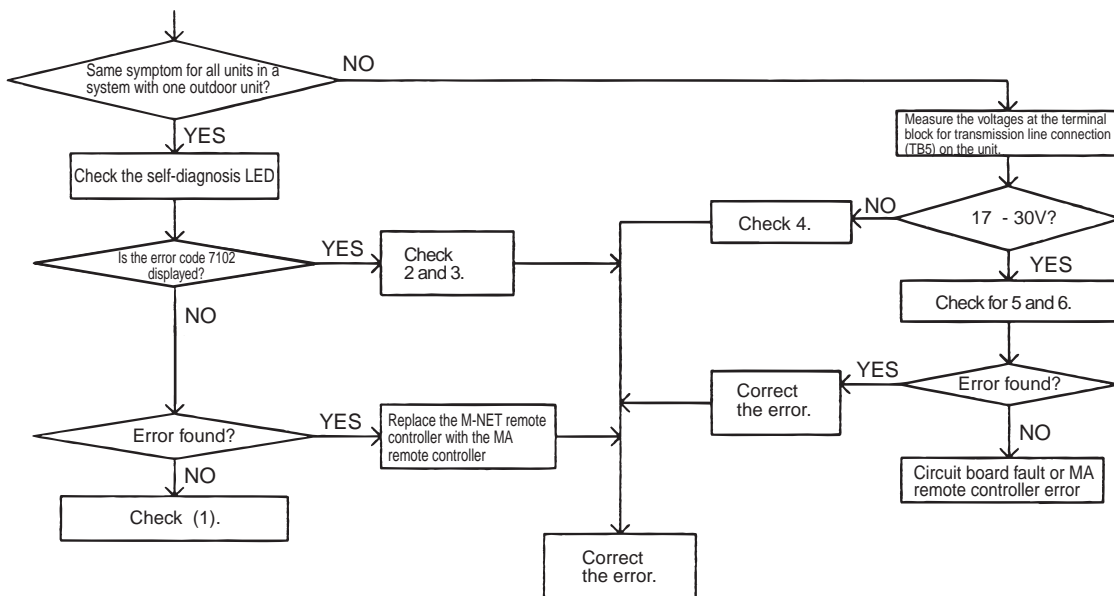 Same symptom for all units in a
system with one outdoor unit?
NO
YES
Measure the voltages at the terminal
block for transmission line connection
(TB5) on the unit.
Check the self-diagnosis LED
17 - 30V?
NO
Check 4.
YES
Is the error code 7102
displayed?
YES
Check
2 and 3.
NO
Check for 5 and 6.
Error found?
YES
Correct
the error.
NO
Circuit board fault or MA
remote controller error
Error found?
YES
Replace the M-NET remote
controller with the MA
remote controller
NO
Check (1).
Correct
the error.